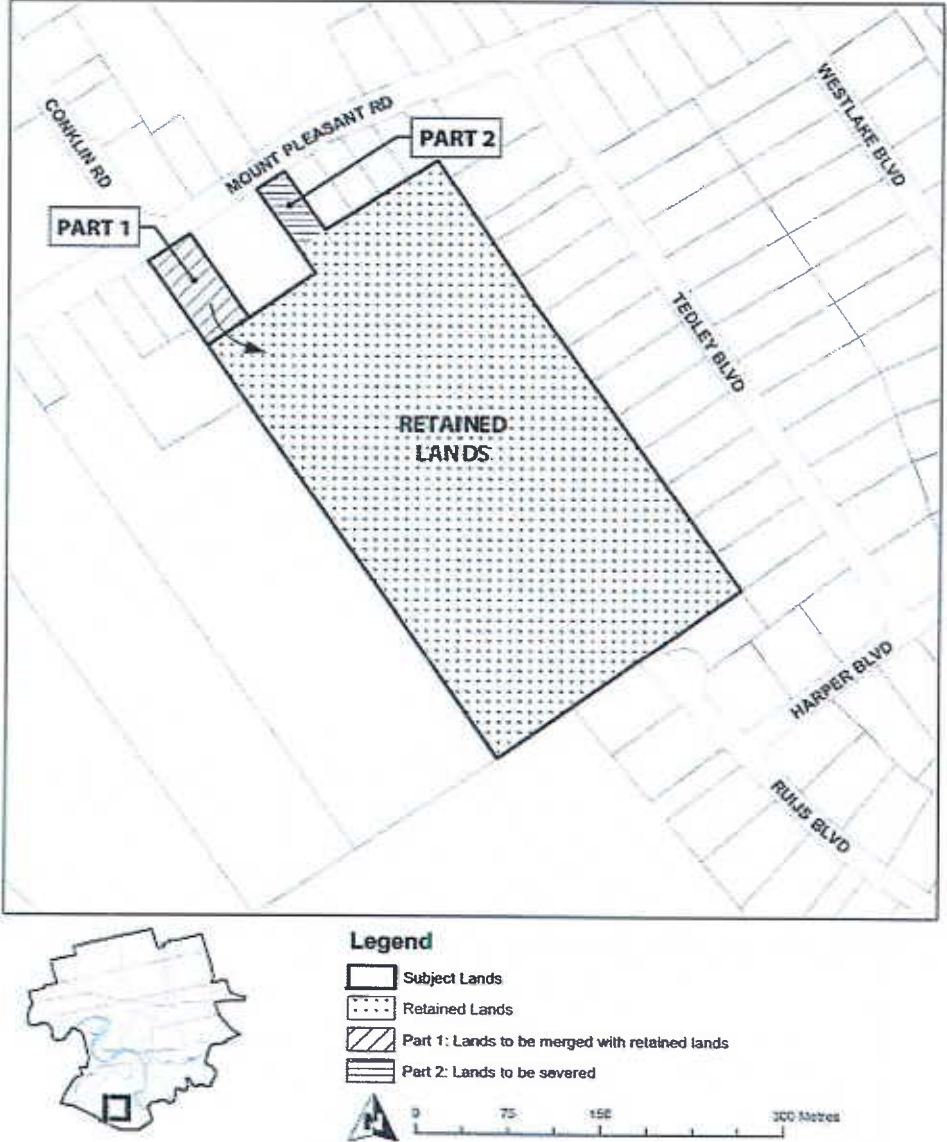 CONKLIN RD
MOUNT PLEASANT RD
WESTLAKE BLVD
PART 2
PART 1
TEDLEY BLVD
RETAINED
LANDS
HARPER BLVD
RUIJS BLVD
Legend
Subject Lands
Retained Lands
Part 1: Lands to be merged with retained lands
Part 2: Lands to be severed
N
0 75 150 300 Metres